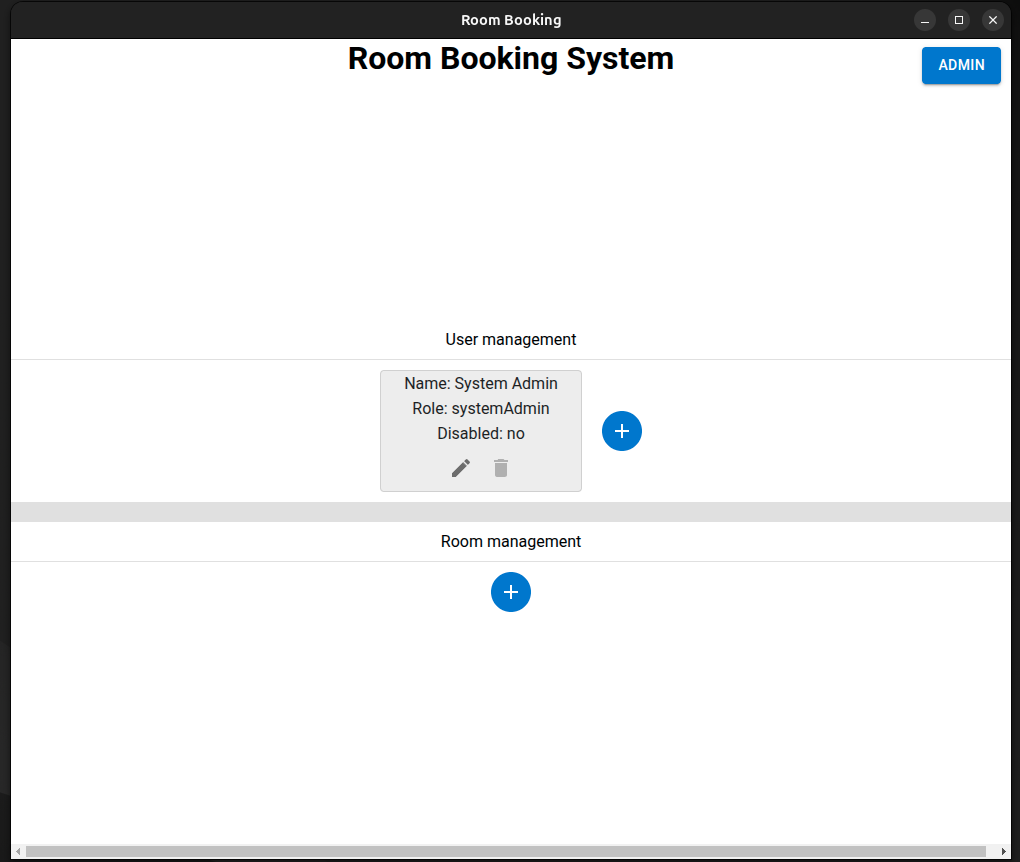 Room Booking
Room Booking System
ADMIN
User management
Name: System Admin
Role: systemAdmin
Disabled: no
Room management